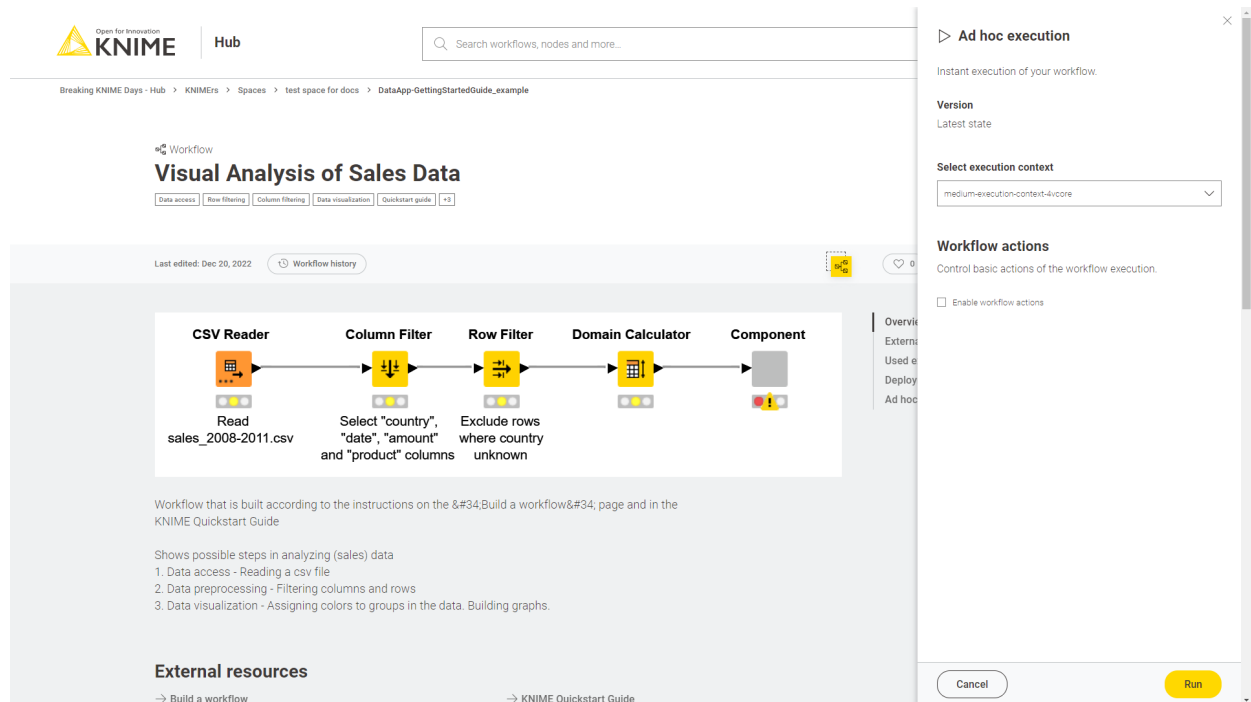 Open for Innovation
KNIME
Hub
Search workflows, nodes and more...
Breaking KNIME Days - Hub > KNIMErs > Spaces > test space for docs > DataApp-GettingStartedGuide_example
Workflow
Visual Analysis of Sales Data
Data access Row filtering Column filtering Data visualization Quickstart guide +3
Last edited: Dec 20, 2022 Workflow history
0
CSV Reader Column Filter Row Filter Domain Calculator Component
Read
sales_2008-2011.csv
Select "country",
"date", "amount"
and "product" columns
Exclude rows
where country
unknown
Overvie
Externa
Used e
Deploy
Ad hoc
Workflow that is built according to the instructions on the &#34;Build a workflow&#34; page and in the
KNIME Quickstart Guide
Shows possible steps in analyzing (sales) data
1. Data access - Reading a csv file
2. Data preprocessing - Filtering columns and rows
3. Data visualization - Assigning colors to groups in the data. Building graphs.
External resources
Build a workflow
KNIME Quickstart Guide
Ad hoc execution
Instant execution of your workflow.
Version
Latest state
Select execution context
medium-execution-context-4vcore
Workflow actions
Control basic actions of the workflow execution.
Enable workflow actions
Cancel
Run